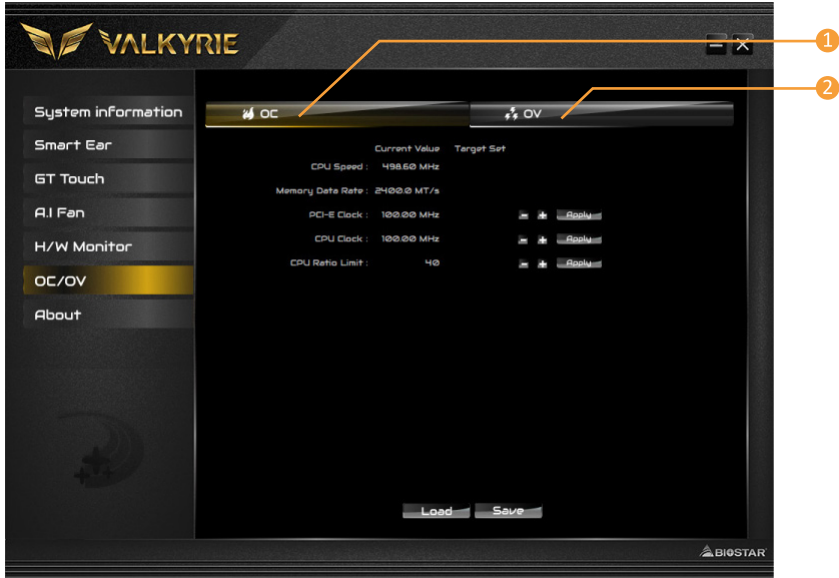 VALKYRIE
1
2
System information
Smart Ear
GT Touch
A.I Fan
H/W Monitor
OC/OV
About
OC
OV
Current Value Target Set
CPU Speed : 498.60 MHz
Memory Data Rate : 2400.0 MT/s
PCI-E Clock : 100.00 MHz - + Apply
CPU Clock : 100.00 MHz - + Apply
CPU Ratio Limit : 40 - + Apply
Load Save
BIOSTAR